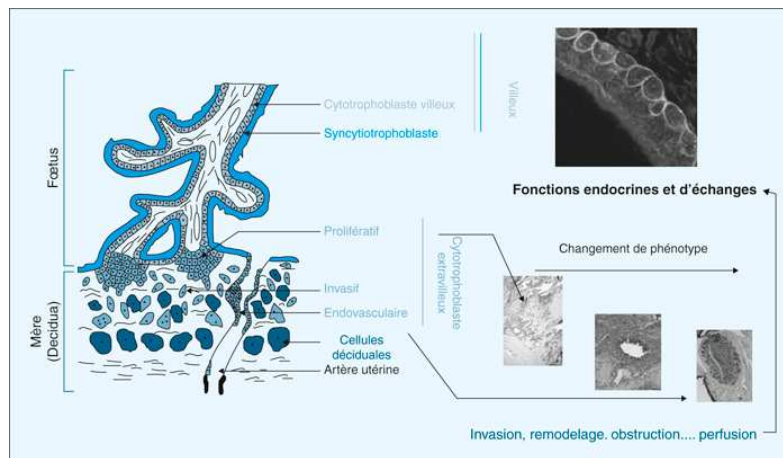 Fœtus
Mère
(Decidua)
Cytotrophoblaste villeux
Syncytiotrophoblaste
Prolifératif
Invasif
Endovasculaire
Cellules
déciduales
Artère utérine
Villeux
Cytotrophoblaste
extravilleux
Fonctions endocrines et d'échanges
Changement de phénotype
Invasion, remodelage. obstruction.... perfusion